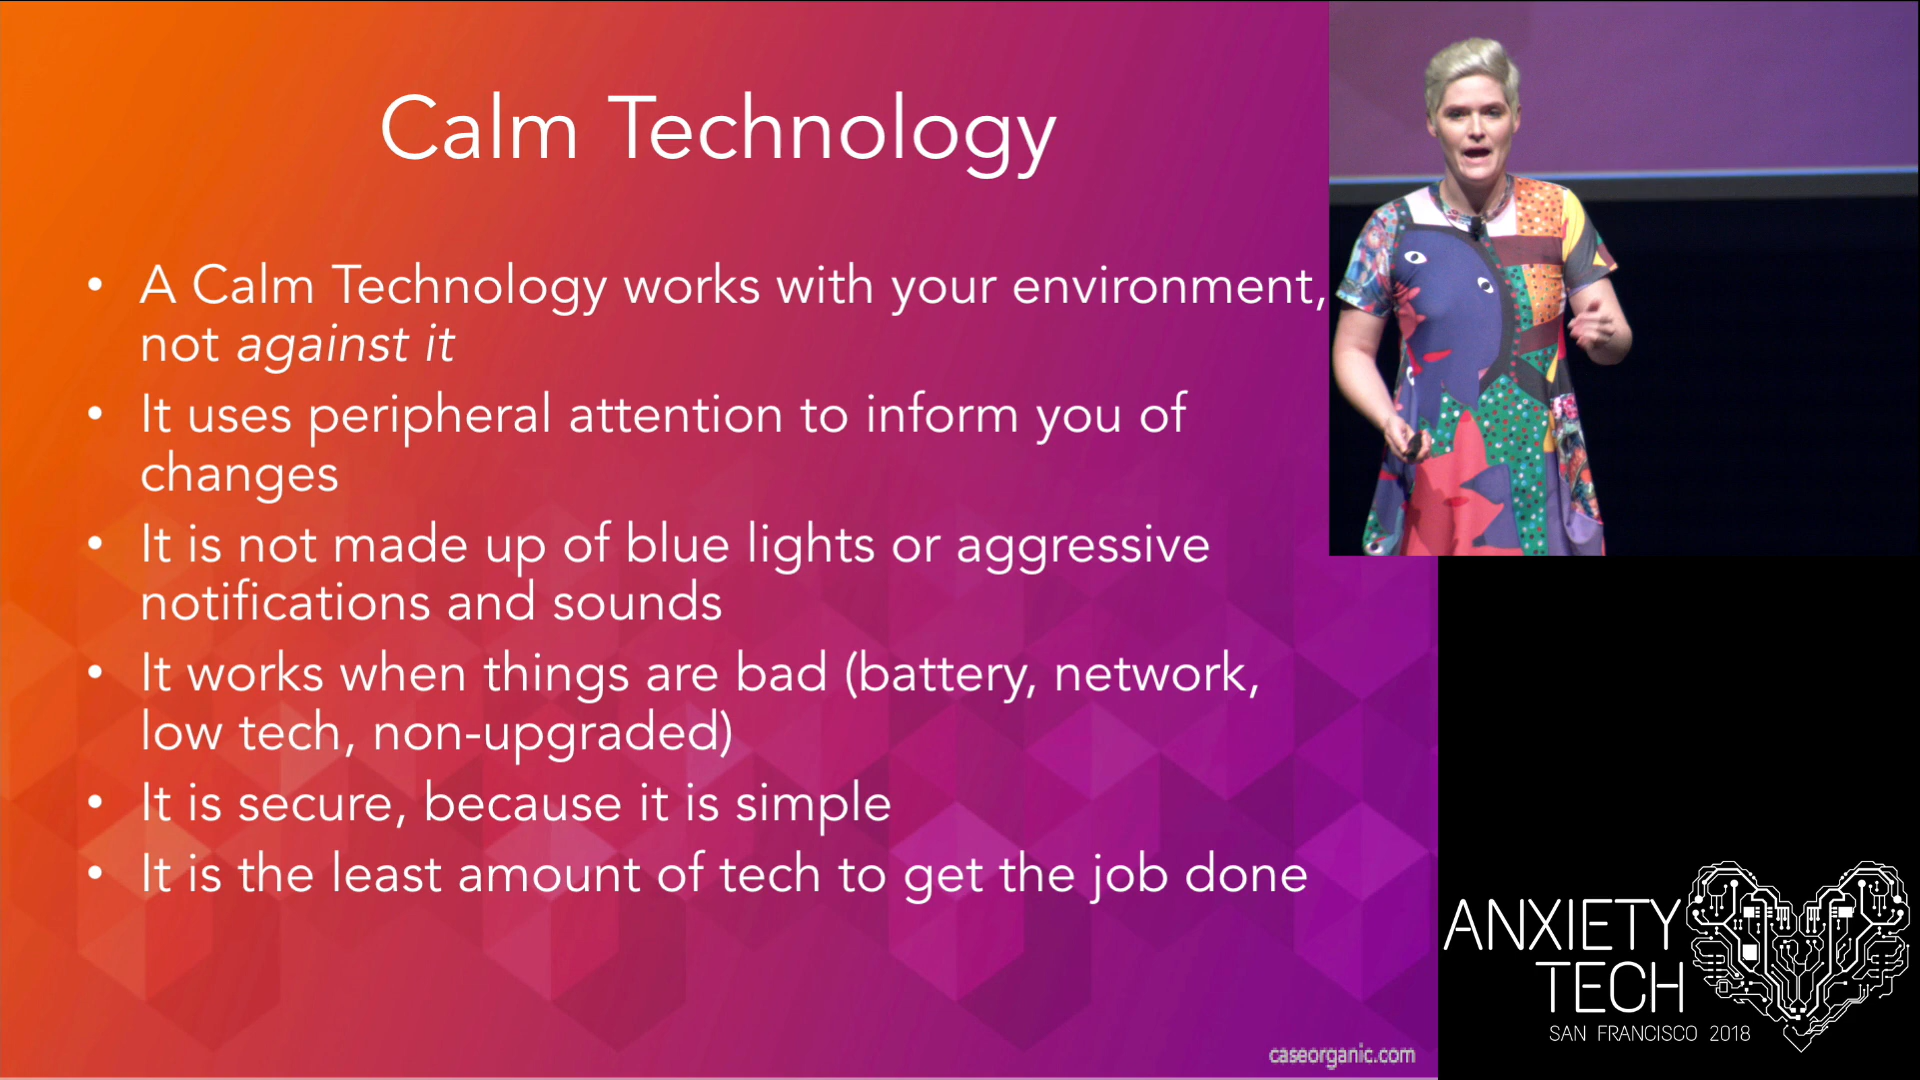 Calm Technology
• A Calm Technology works with your environment,
not against it
• It uses peripheral attention to inform you of
changes
• It is not made up of blue lights or aggressive
notifications and sounds
• It works when things are bad (battery, network,
low tech, non-upgraded)
• It is secure, because it is simple
• It is the least amount of tech to get the job done
caseorganic.com
ANXIETY
TECH
SAN FRANCISCO 2018